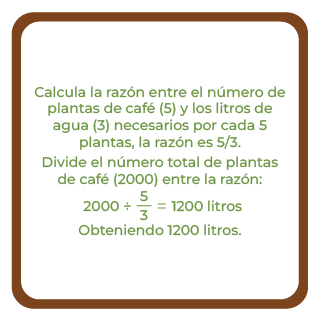 Calcula la razón entre el número de
plantas de café (5) y los litros de
agua (3) necesarios por cada 5
plantas, la razón es 5/3.
Divide el número total de plantas
de café (2000) entre la razón:
2000 ÷ 5/3 = 1200 litros
Obteniendo 1200 litros.